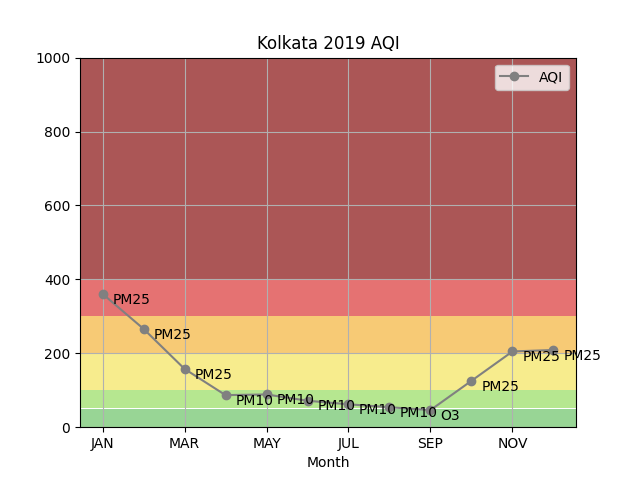 Kolkata 2019 AQI
AQI
1000
800
600
400
200
0
PM25
PM25
PM25
PM10
PM10
PM10
PM10
PM10
O3
PM25
PM25
PM25
JAN
MAR
MAY
JUL
SEP
NOV
Month